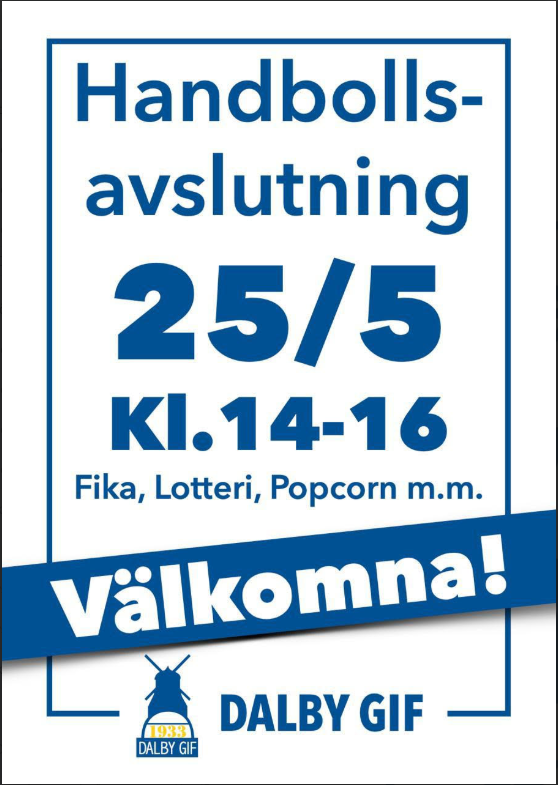 Handbolls-
avslutning
25/5
Kl.14-16
Fika, Lotteri, Popcorn m.m.
Välkomna!
1933
DALBY GIF
DALBY GIF